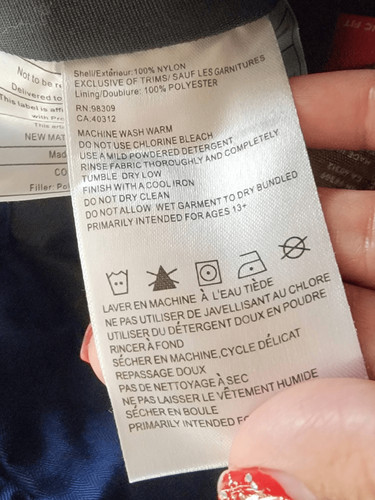 Shell/Extérieur:100% NYLON
EXCLUSIVE OF TRIMS/ SAUF LES GARNITURES
Lining/Doublure: 100% POLYESTER
RN:98309
CA:40312
MACHINE WASH WARM
DO NOT USE CHLORINE BLEACH
USE A MILD POWDERED DETERGENT
RINSE FABRIC THOROUGHLY AND COMPLETELY
TUMBLE DRY LOW
FINISH WITH A COOL IRON
DO NOT DRY CLEAN
DO NOT ALLOW WET GARMENT TO DRY BUNDLED
PRIMARILY INTENDED FOR AGES 13+
LAVER EN MACHINE À L'EAU TIÈDE
NE PAS UTILISER DE JAVELLISANT AU CHLORE
UTILISER DU DÉTERGENT DOUX EN POUDRE
RINCER À FOND
SÉCHER EN MACHINE, CYCLE DÉLICAT
REPASSAGE DOUX
PAS DE NETTOYAGE À SEC
NE PAS LAISSER LE VÊTEMENT HUMIDE
SÉCHER EN BOULE
PRIMARILY INTENDED
Not to be
Delivered to
This label is
NEW
Filler: